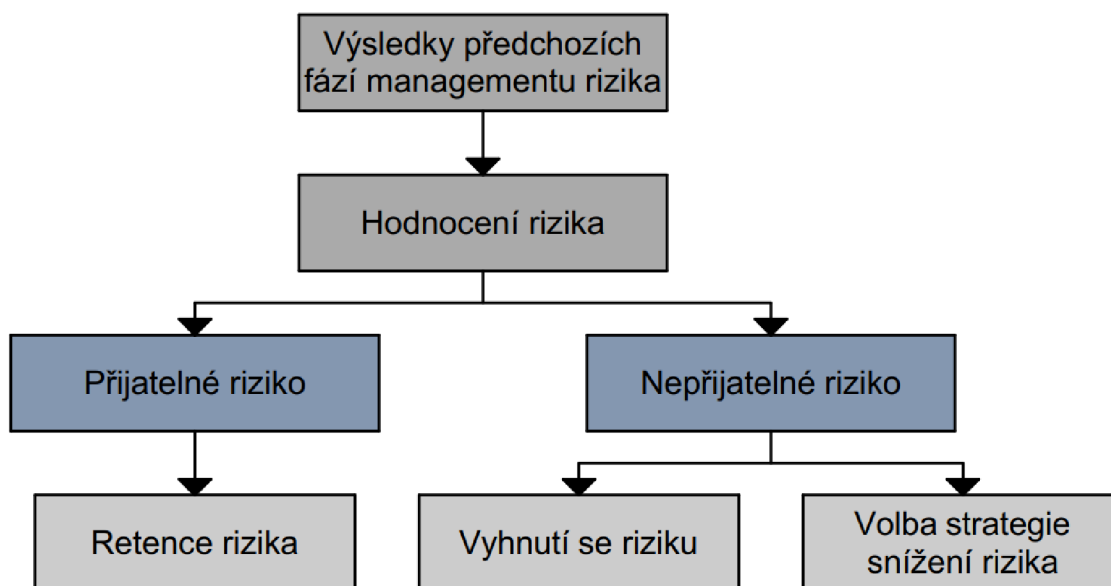 Výsledky předchozích
fází managementu rizika
Hodnocení rizika
Přijatelné riziko
Nepřijatelné riziko
Retence rizika
Vyhnutí se riziku
Volba strategie
snížení rizika